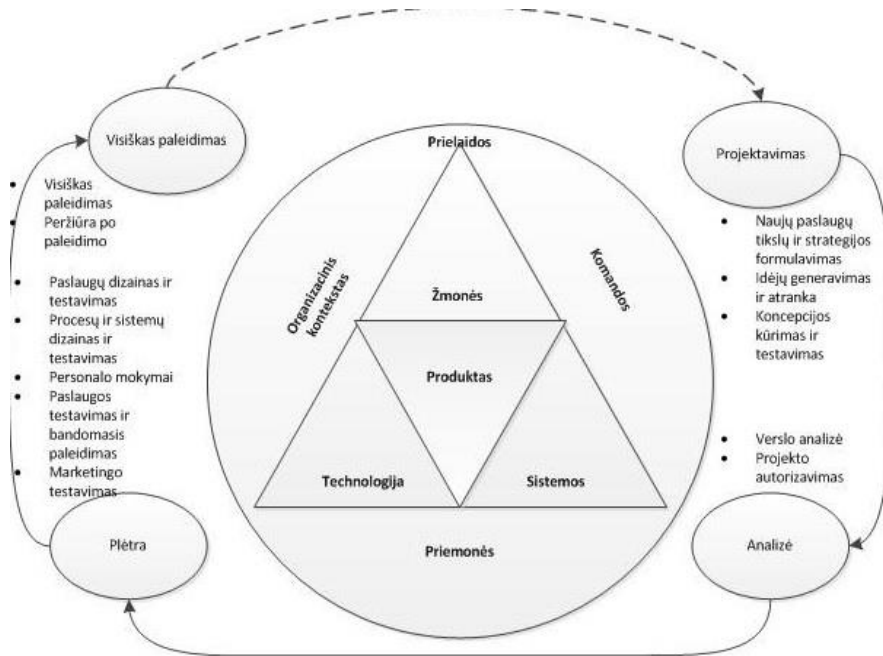 Visiškas paleidimas
Projektavimas
• Visiškas
paleidimas
• Peržiūra po
paleidimo
• Paslaugų dizainas ir
testavimas
• Procesų ir sistemų
dizainas ir
testavimas
• Personalo mokymai
• Paslaugos
testavimas ir
bandomasis
paleidimas
• Marketingo
testavimas
Plėtra
Prielaidos
Organizacinis
kontekstas
Komandos
Žmonės
Produktas
Technologija
Sistemos
Priemonės
• Naujų paslaugų
tikslų ir strategijos
formulavimas
• Idėjų generavimas
ir atranka
• Koncepcijos
kūrimas ir
testavimas
• Verslo analizė
• Projekto
autorizavimas
Analizė